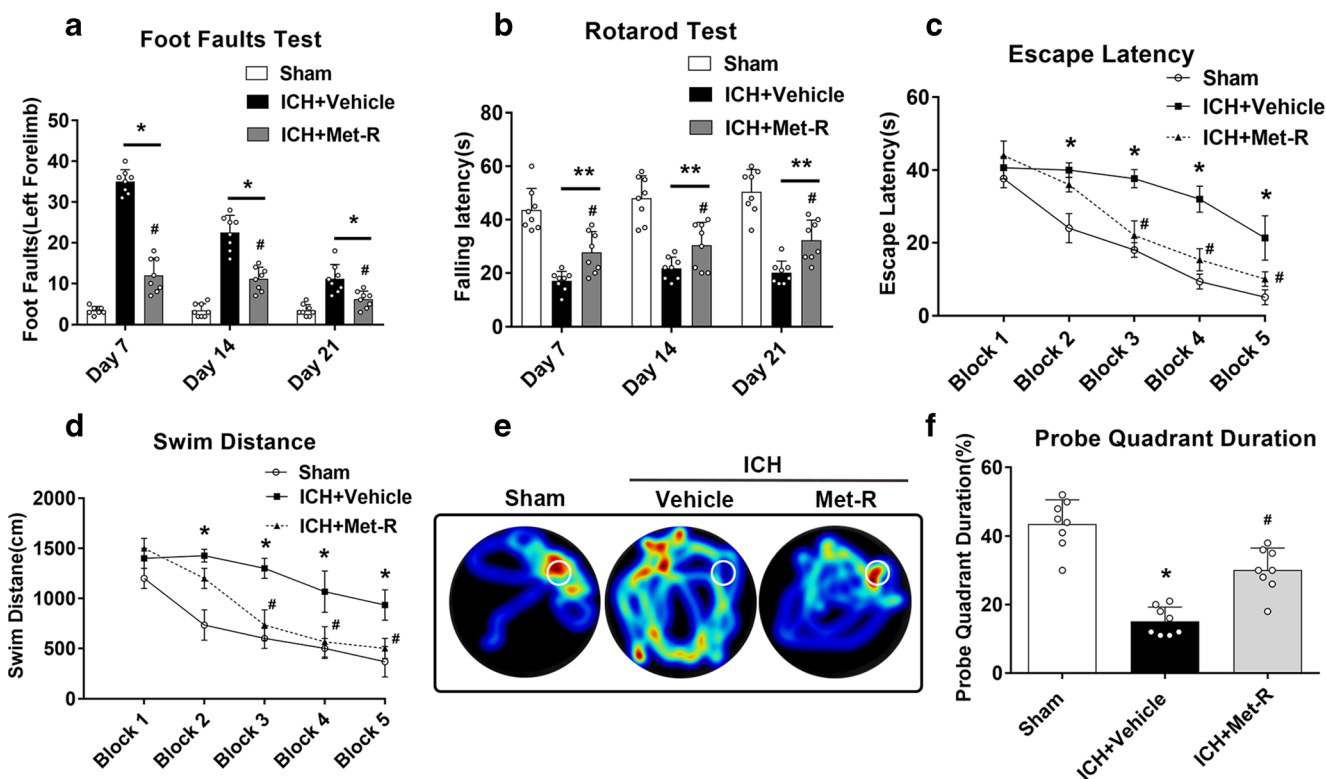 a
Foot Faults Test
Sham
ICH+Vehicle
ICH+Met-R
Foot Faults(Left Forelimb)
50
40
30
20
10
0
*
#
*
#
*
#
Day 7
Day 14
Day 21
b
Rotarod Test
Sham
ICH+Vehicle
ICH+Met-R
Falling latency(s)
80
60
40
20
0
**
#
**
#
**
#
Day 7
Day 14
Day 21
c
Escape Latency
Sham
ICH+Vehicle
ICH+Met-R
Escape Latency(s)
60
40
20
0
*
*
*
*
#
#
#
Block 1
Block 2
Block 3
Block 4
Block 5
d
Swim Distance
Sham
ICH+Vehicle
ICH+Met-R
Swim Distane(cm)
2000
1500
1000
500
0
*
*
*
*
#
#
#
Block 1
Block 2
Block 3
Block 4
Block 5
e
ICH
Sham Vehicle Met-R
f
Probe Quadrant Duration
Probe Quadrant Duration(%)
60
40
20
0
*
#
Sham
ICH+Vehicle
ICH+Met-R